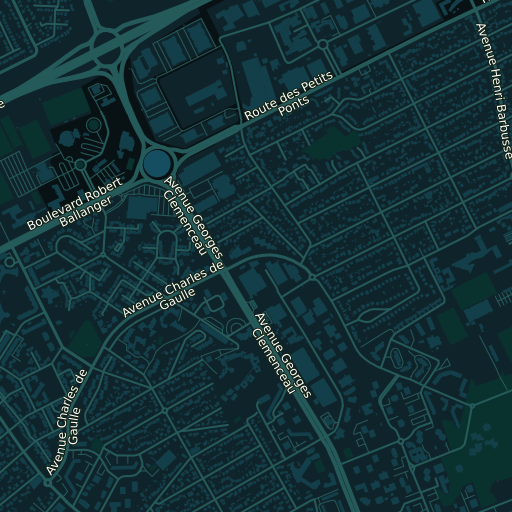 Avenue Henri Barbusse
Route des Petits
Ponts
Boulevard Robert
Ballanger
Avenue Georges
Clemenceau
Avenue Charles de
Gaulle
Avenue Georges
Clemenceau
Avenue Charles de
Gaulle